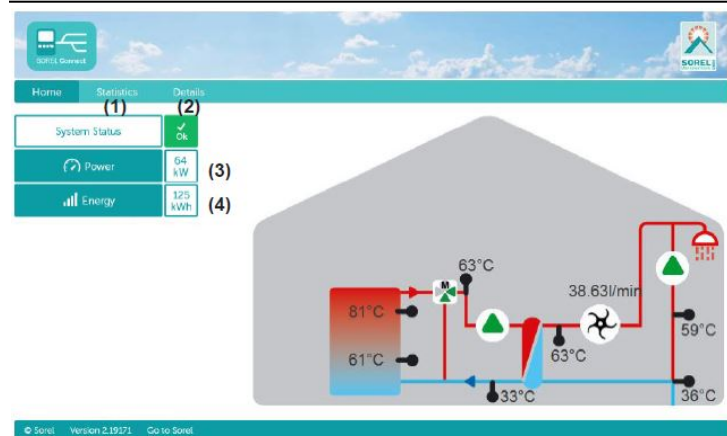 SOREL Connect
SOREL
Home Statistics Details
(1) (2)
System Status Ok
Power 64 kW (3)
Energy 125 kWh (4)
63°C
M
38.63l/min
81°C
59°C
61°C
63°C
33°C
36°C
© Sorel Version 2.19171 Go to Sorel